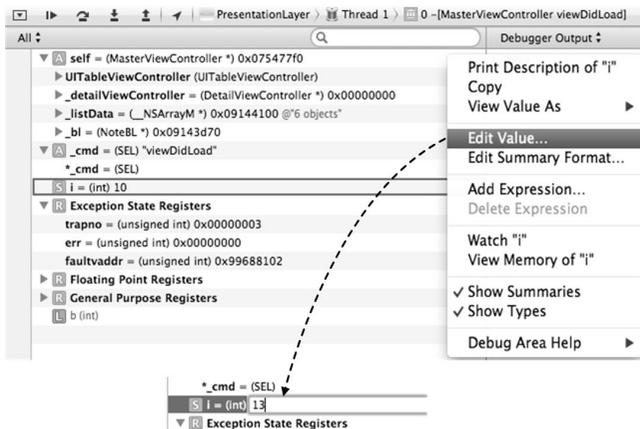 PresentationLayer
Thread 1
0 -[MasterViewController viewDidLoad]
All
Debugger Output
A self = (MasterViewController *) 0x075477f0
UITableViewController (UITableViewController)
_detailViewController = (DetailViewController *) 0x00000000
_listData = (__NSArrayM *) 0x09144100 @"6 objects"
_bl = (NoteBL *) 0x09143d70
A _cmd = (SEL) "viewDidLoad"
*_cmd = (SEL)
S i = (int) 10
R Exception State Registers
trapno = (unsigned int) 0x00000003
err = (unsigned int) 0x00000000
faultvaddr = (unsigned int) 0x99688102
R Floating Point Registers
R General Purpose Registers
L b (int)
Print Description of "i"
Copy
View Value As
Edit Value...
Edit Summary Format...
Add Expression...
Delete Expression
Watch "i"
View Memory of "i"
Show Summaries
Show Types
Debug Area Help
*_cmd = (SEL)
S i = (int) 13
R Exception State Registers